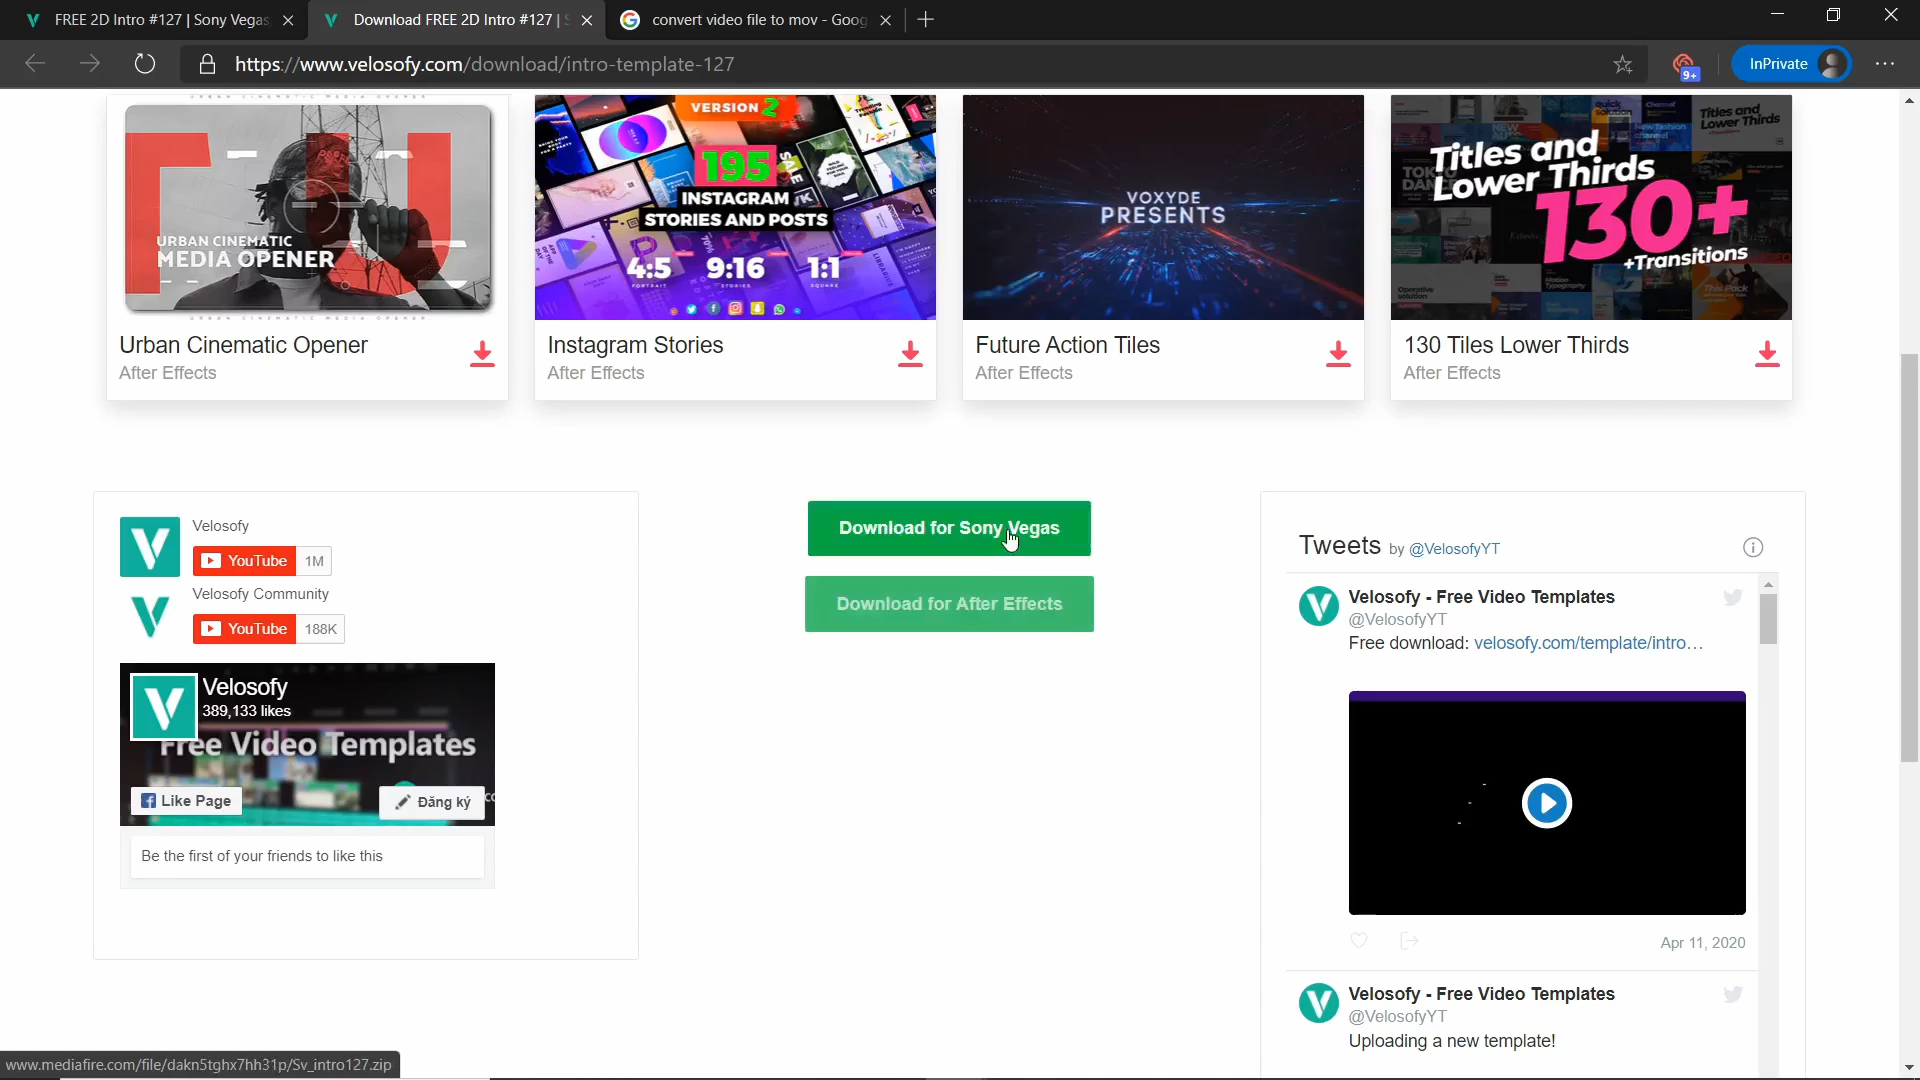 FREE 2D Intro #127 | Sony Vegas
Download FREE 2D Intro #127 | S
convert video file to mov - Goog
https://www.velosofy.com/download/intro-template-127
9+
InPrivate
URBAN CINEMATIC
MEDIA OPENER
Urban Cinematic Opener
After Effects
VERSION 2
195
SALE
INSTAGRAM
STORIES AND POSTS
4:5 9:16 1:1
PORTRAIT STORIES SQUARE
Instagram Stories
After Effects
VOXYDE
PRESENTS
Future Action Tiles
After Effects
Titles and
Lower Thirds
130+
+Transitions
130 Tiles Lower Thirds
After Effects
Velosofy
YouTube 1M
Velosofy Community
YouTube 188K
Velosofy
389,133 likes
Free Video Templates
Like Page
Đăng ký
Be the first of your friends to like this
Download for Sony Vegas
Download for After Effects
Tweets by @VelosofyYT
Velosofy - Free Video Templates
@VelosofyYT
Free download: velosofy.com/template/intro…
Apr 11, 2020
Velosofy - Free Video Templates
@VelosofyYT
Uploading a new template!
www.mediafire.com/file/dakn5tghx7hh31p/Sv_intro127.zip